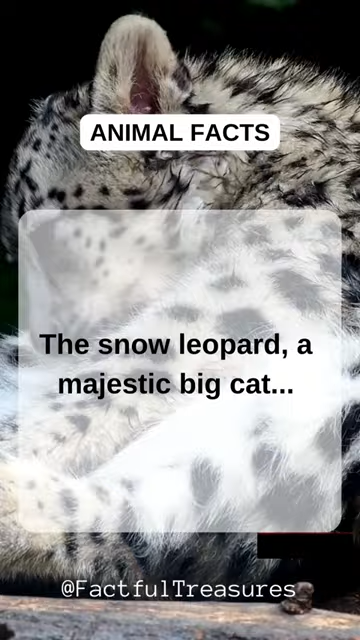 ANIMAL FACTS
The snow leopard, a
majestic big cat...
@FactfulTreasures